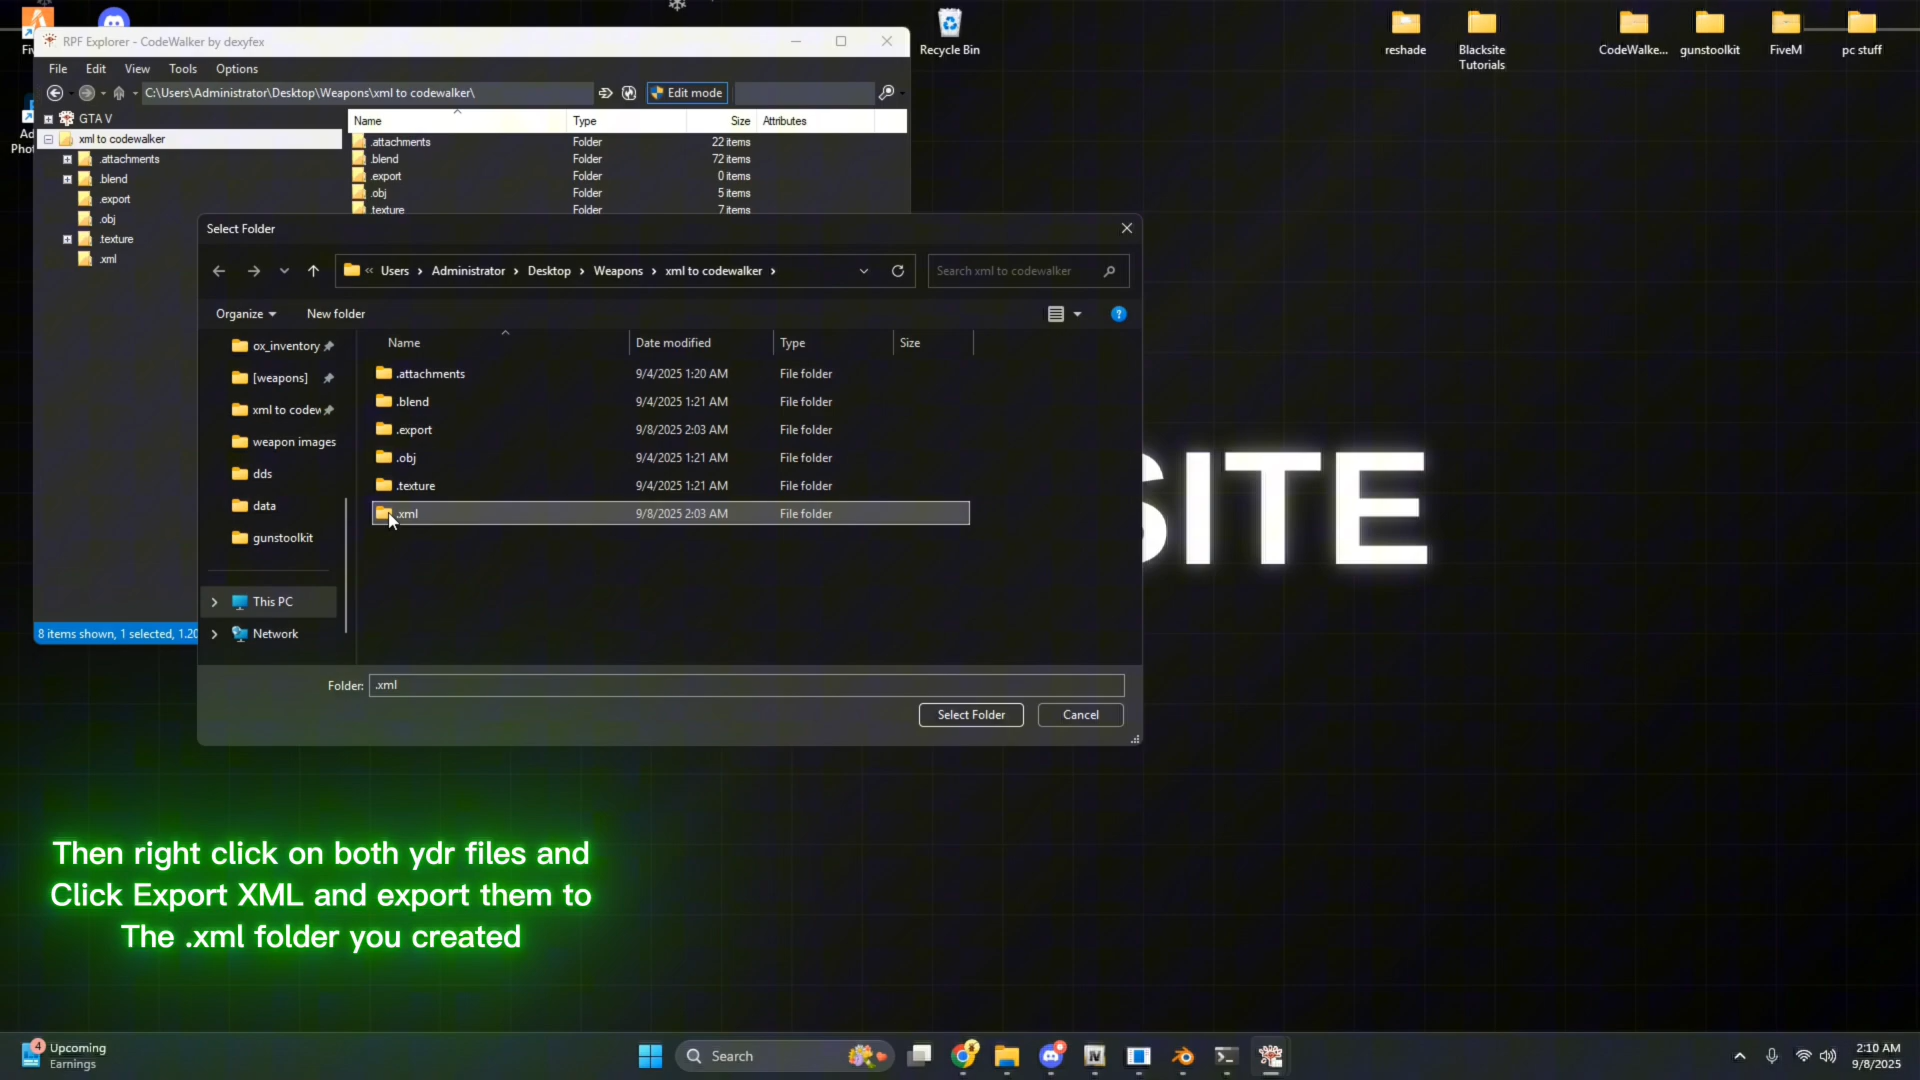 Recycle Bin
reshade
Blacksite
Tutorials
CodeWalke...
gunstoolkit
FiveM
pc stuff
RPF Explorer - CodeWalker by dexyfex
File Edit View Tools Options
C:\Users\Administrator\Desktop\Weapons\xml to codewalker\
Edit mode
GTA V
xml to codewalker
.attachments
.blend
.export
.obj
.texture
.xml
Name Type Size Attributes
.attachments Folder 22 items
.blend Folder 72 items
.export Folder 0 items
.obj Folder 5 items
.texture Folder 7 items
8 items shown, 1 selected, 1.20
Select Folder
« Users > Administrator > Desktop > Weapons > xml to codewalker >
Search xml to codewalker
Organize New folder
ox_inventory
[weapons]
xml to codew
weapon images
dds
data
gunstoolkit
This PC
Network
Name Date modified Type Size
.attachments 9/4/2025 1:20 AM File folder
.blend 9/4/2025 1:21 AM File folder
.export 9/8/2025 2:03 AM File folder
.obj 9/4/2025 1:21 AM File folder
.texture 9/4/2025 1:21 AM File folder
.xml 9/8/2025 2:03 AM File folder
Folder: .xml
Select Folder Cancel
SITE
Then right click on both ydr files and
Click Export XML and export them to
The .xml folder you created
4
Upcoming
Earnings
Search
2:10 AM
9/8/2025